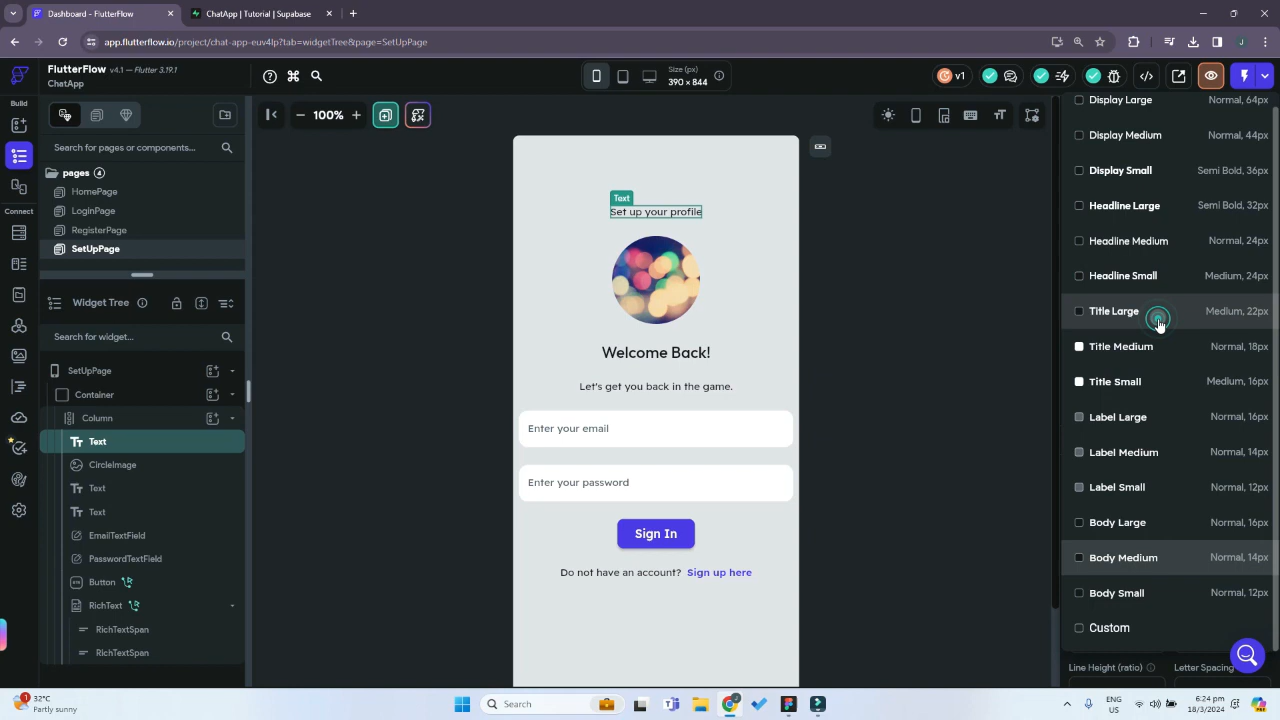 Dashboard - FlutterFlow
ChatApp | Tutorial | Supabase
app.flutterflow.io/project/chat-app-euv4lp?tab=widgetTree&page=SetUpPage
FlutterFlow v4.1 – Flutter 3.19.1
ChatApp
Size (px)
390 × 844
v1
Build
100%
Search for pages or components...
pages 4
HomePage
LoginPage
RegisterPage
SetUpPage
Connect
Widget Tree
Search for widget...
SetUpPage
Container
Column
Text
CircleImage
Text
Text
EmailTextField
PasswordTextField
Button
RichText
RichTextSpan
RichTextSpan
Text
Set up your profile
Welcome Back!
Let's get you back in the game.
Enter your email
Enter your password
Sign In
Do not have an account? Sign up here
Display Large Normal, 64px
Display Medium Normal, 44px
Display Small Semi Bold, 36px
Headline Large Semi Bold, 32px
Headline Medium Normal, 24px
Headline Small Medium, 24px
Title Large Medium, 22px
Title Medium Normal, 18px
Title Small Medium, 16px
Label Large Normal, 16px
Label Medium Normal, 14px
Label Small Normal, 12px
Body Large Normal, 16px
Body Medium Normal, 14px
Body Small Normal, 12px
Custom
Line Height (ratio) Letter Spacing
1
32°C
Partly sunny
Search
ENG
US
6:24 pm
18/3/2024